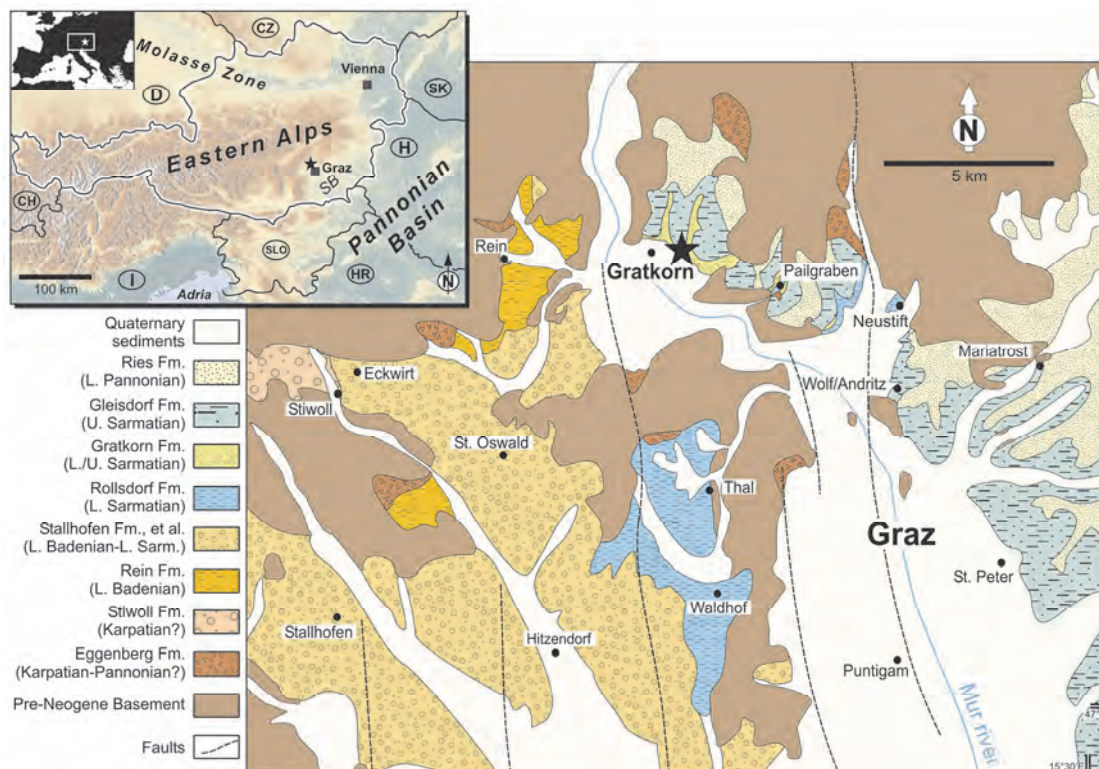 CZ
Molasse Zone
Vienna
D
SK
Eastern Alps
H
Graz
SB
CH
Pannonian
Basin
SLO
I
HR
N
100 km
Adria
Quaternary
sediments
Ries Fm.
(L. Pannonian)
Gleisdorf Fm.
(U. Sarmatian)
Gratkorn Fm.
(L./U. Sarmatian)
Rollsdorf Fm.
(L. Sarmatian)
Stallhofen Fm., et al.
(L. Badenian-L. Sarm.)
Rein Fm.
(L. Badenian)
Stiwoll Fm.
(Karpatian?)
Eggenberg Fm.
(Karpatian-Pannonian?)
Pre-Neogene Basement
Faults
N
5 km
Rein
Gratkorn
Pailgraben
Neustift
Mariatrost
Eckwirt
Wolf/Andritz
Stiwoll
St. Oswald
Thal
Graz
St. Peter
Waldhof
Stallhofen
Hitzendorf
Puntigam
Mur river
47°
15°30'E